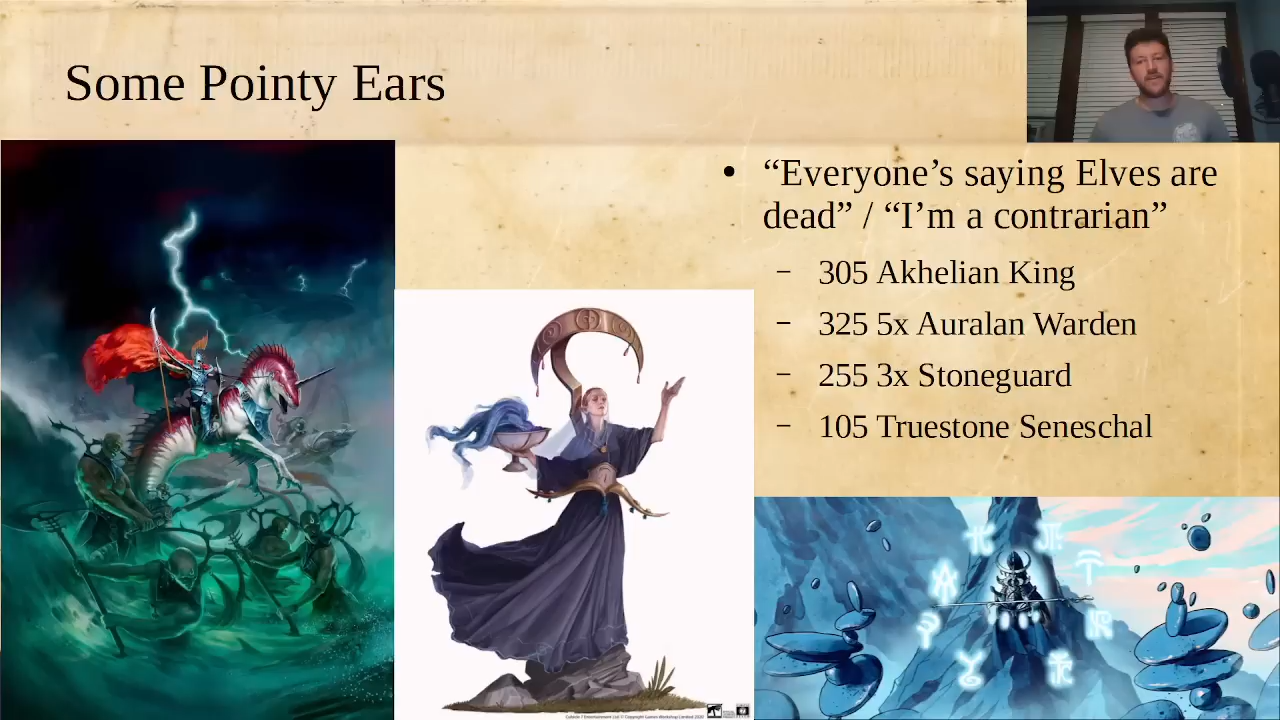 Some Pointy Ears
• “Everyone’s saying Elves are
dead” / “I’m a contrarian”
– 305 Akhelian King
– 325 5x Auralan Warden
– 255 3x Stoneguard
– 105 Truestone Seneschal